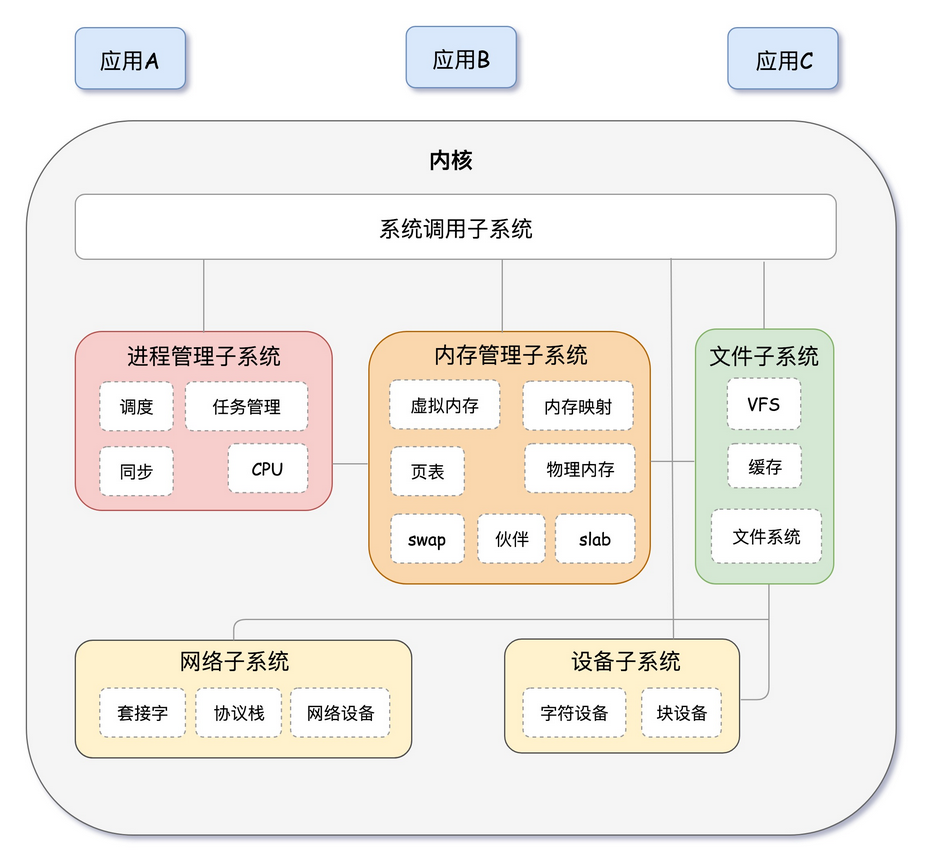 应用A
应用B
应用C
内核
系统调用子系统
进程管理子系统
调度
任务管理
同步
CPU
内存管理子系统
虚拟内存
内存映射
页表
物理内存
swap
伙伴
slab
文件子系统
VFS
缓存
文件系统
网络子系统
套接字
协议栈
网络设备
设备子系统
字符设备
块设备